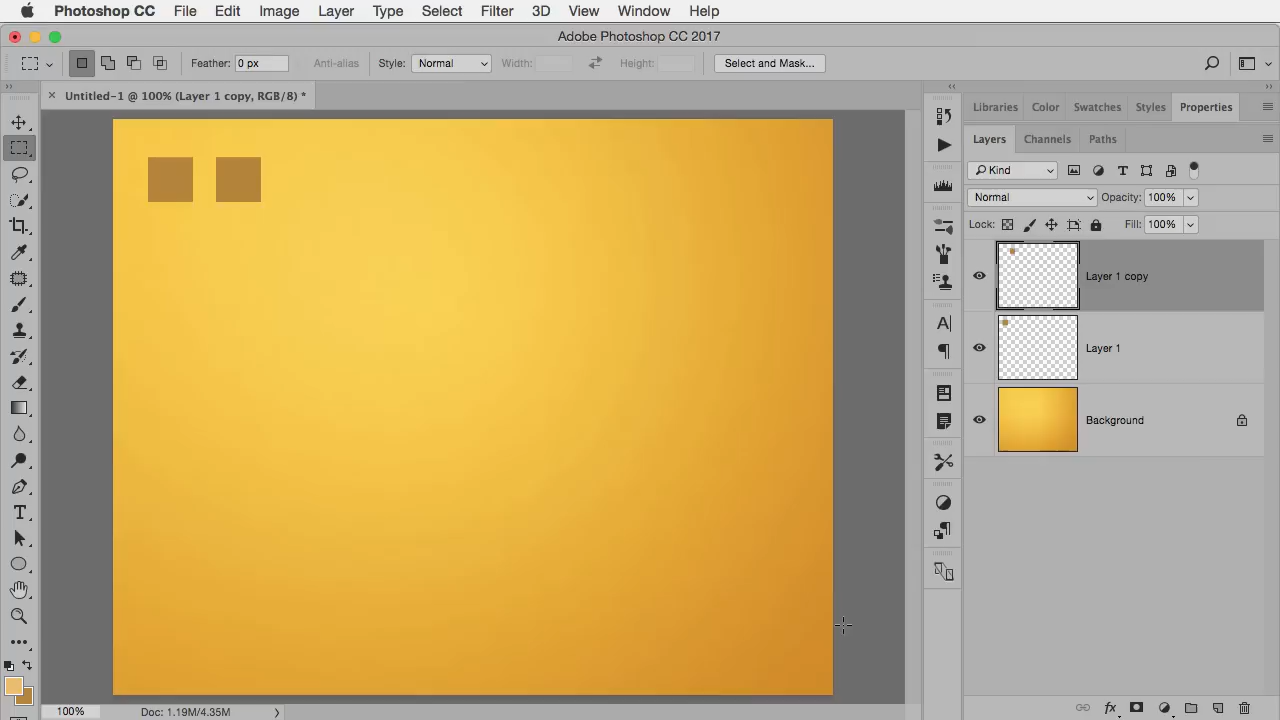 Photoshop CC File Edit Image Layer Type Select Filter 3D View Window Help
Adobe Photoshop CC 2017
Feather: 0 px Anti-alias Style: Normal Width: Height: Select and Mask...
× Untitled-1 @ 100% (Layer 1 copy, RGB/8) *
Libraries Color Swatches Styles Properties
Layers Channels Paths
Kind
Normal Opacity: 100%
Lock: Fill: 100%
Layer 1 copy
Layer 1
Background
100% Doc: 1.19M/4.35M
fx